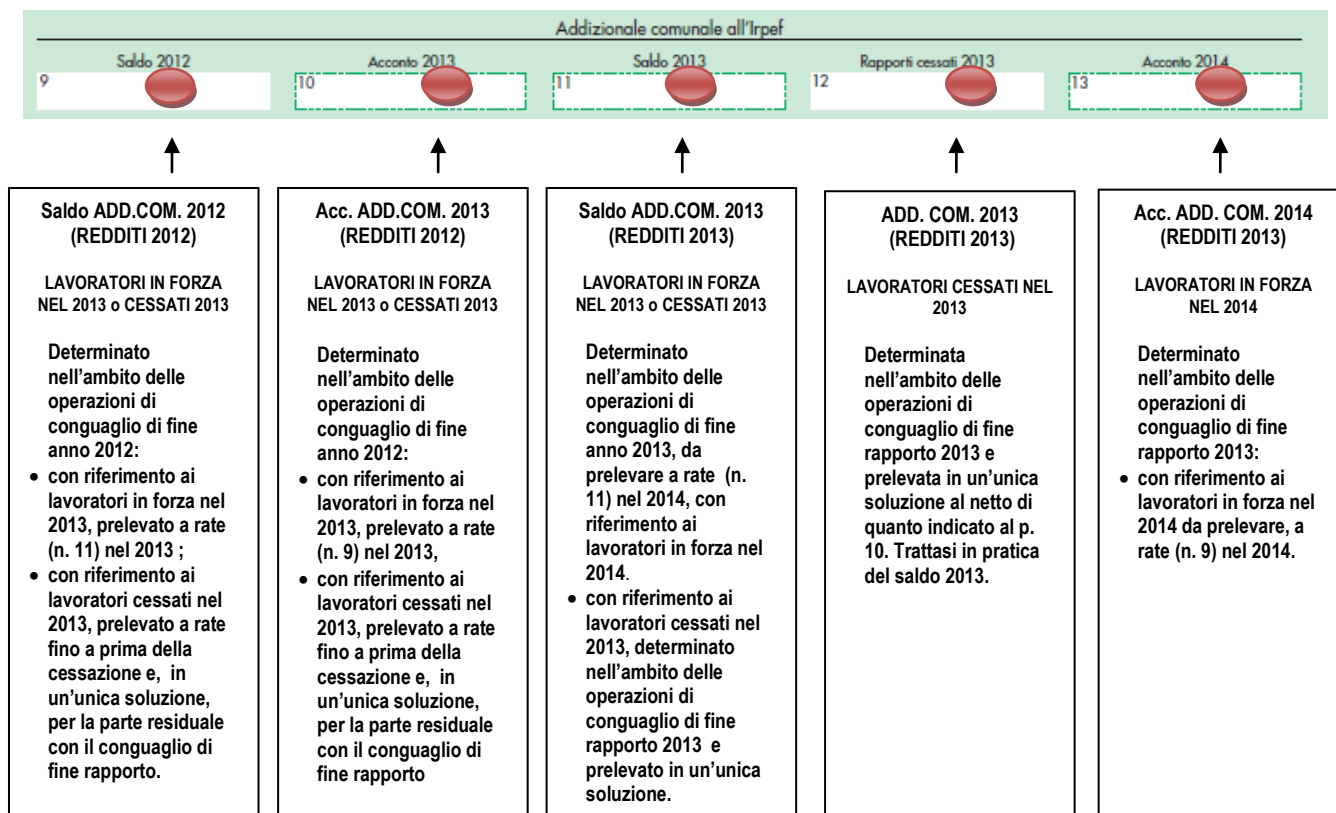 Addizionale comunale all'Irpef
Saldo 2012
Acconto 2013
Saldo 2013
Rapporti cessati 2013
Acconto 2014
9
10
11
12
13
Saldo ADD.COM. 2012
(REDDITI 2012)
LAVORATORI IN FORZA
NEL 2013 o CESSATI 2013
Determinato
nell'ambito delle
operazioni di
conguaglio di fine
anno 2012:
• con riferimento ai
lavoratori in forza nel
2013, prelevato a rate
(n. 11) nel 2013 ;
• con riferimento ai
lavoratori cessati nel
2013, prelevato a rate
fino a prima della
cessazione e, in
un'unica soluzione,
per la parte residuale
con il conguaglio di
fine rapporto.
Acc. ADD.COM. 2013
(REDDITI 2012)
LAVORATORI IN FORZA
NEL 2013 o CESSATI 2013
Determinato
nell'ambito delle
operazioni di
conguaglio di fine
anno 2012:
• con riferimento ai
lavoratori in forza nel
2013, prelevato a rate
(n. 9) nel 2013,
• con riferimento ai
lavoratori cessati nel
2013, prelevato a rate
fino a prima della
cessazione e, in
un'unica soluzione,
per la parte residuale
con il conguaglio di
fine rapporto
Saldo ADD.COM. 2013
(REDDITI 2013)
LAVORATORI IN FORZA
NEL 2013 o CESSATI 2013
Determinato
nell'ambito delle
operazioni di
conguaglio di fine
anno 2013, da
prelevare a rate (n.
11) nel 2014, con
riferimento ai
lavoratori in forza nel
2014.
• con riferimento ai
lavoratori cessati nel
2013, determinato
nell'ambito delle
operazioni di
conguaglio di fine
rapporto 2013 e
prelevato in un'unica
soluzione.
ADD. COM. 2013
(REDDITI 2013)
LAVORATORI CESSATI NEL
2013
Determinata
nell'ambito delle
operazioni di
conguaglio di fine
rapporto 2013 e
prelevata in un'unica
soluzione al netto di
quanto indicato al p.
10. Trattasi in pratica
del saldo 2013.
Acc. ADD. COM. 2014
(REDDITI 2013)
LAVORATORI IN FORZA
NEL 2014
Determinato
nell'ambito delle
operazioni di
conguaglio di fine
rapporto 2013:
• con riferimento ai
lavoratori in forza nel
2014 da prelevare, a
rate (n. 9) nel 2014.